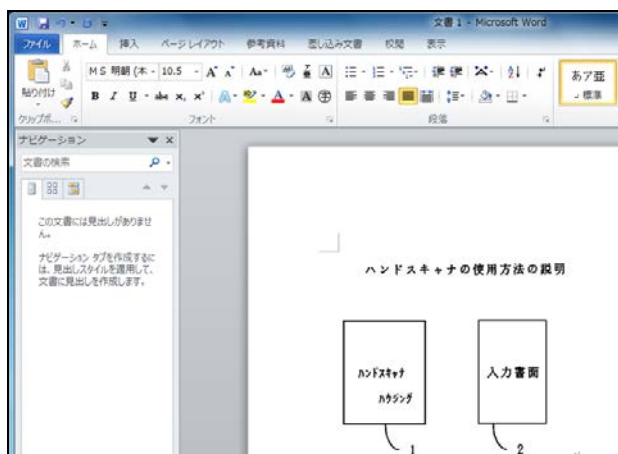 文書 1 - Microsoft Word
ファイル ホーム 挿入 ページ レイアウト 参考資料 差し込み文書 校閲 表示
ＭＳ 明朝 (本 10.5
貼り付け
B I U abc x₂ x² A
あア亜
標準
クリップボ... フォント 段落
ナビゲーション
文書の検索
この文書には見出しがありませ
ん。
ナビゲーション タブを作成するに
は、見出しスタイルを適用して、
文書に見出しを作成します。
ハンドスキャナの使用方法の説明
ハンドスキャナ
ハウジング
入力書面
1 2